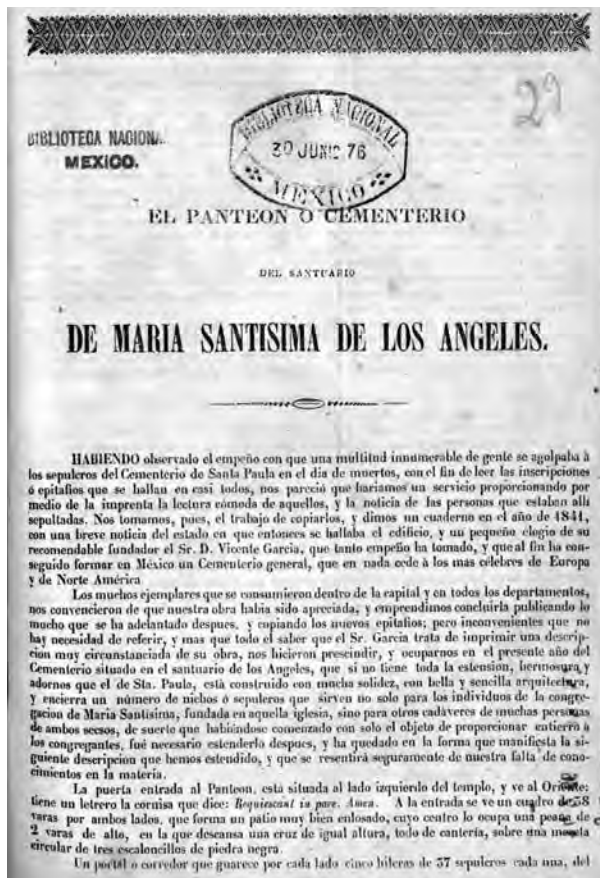 29
BIBLIOTECA NACIONAL
MEXICO.
BIBLIOTECA NACIONAL
30 JUNIO 76
MEXICO
EL PANTEON O CEMENTERIO
DEL SANTUARIO
DE MARIA SANTISIMA DE LOS ANGELES.
HABIENDO observado el empeño con que una multitud innumerable de gente se agolpaba à
los sepulcros del Cementerio de Santa Paula en el dia de muertos, con el fin de leer las inscripciones
ó epitafios que se hallan en casi todos, nos pareció que hariamos un servicio proporcionando por
medio de la imprenta la lectura cómoda de aquellos, y la noticia de las personas que estaban alli
sepultadas. Nos tomamos, pues, el trabajo de copiarlos, y dimos un cuaderno en el año de 1841,
con una breve noticia del estado en que entonces se hallaba el edificio, y un pequeño elogio de su
recomendable fundador el Sr. D. Vicente Garcia, que tanto empeño ha tomado, y que al fin ha con-
seguido formar en México un Cementerio general, que en nada cede á los mas célebres de Europa
y de Norte América
Los muchos ejemplares que se consumieron dentro de la capital y en todos los departamentos,
nos convencieron de que nuestra obra habia sido apreciada, y emprendimos concluirla publicando lo
mucho que se ha adelantado despues, y copiando los nuevos epitafios; pero inconvenientes que no
hay necesidad de referir, y mas que todo el saber que el Sr. Garcia trata de imprimir una descrip-
cion muy circunstanciada de su obra, nos hicieron prescindir, y ocuparnos en el presente año del
Cementerio situado en el santuario de los Angeles, que si no tiene toda la estension, hermosura y
adornos que el de Sta. Paula, está construido con mucha solidez, con bella y sencilla arquitectura,
y encierra un número de nichos ó sepulcros que sirven no solo para los individuos de la congre-
gacion de Maria Santísima, fundada en aquella iglesia, sino para otros cadáveres de muchas personas
de ambos secsos, de suerte que habiéndose comenzado con solo el objeto de proporcionar entierro á
los congregantes, fué necesario estenderlo despues, y ha quedado en la forma que manifiesta la si-
guiente descripcion que hemos estendido, y que se resentirá seguramente de nuestra falta de cono-
cimientos en la materia.
La puerta entrada al Panteon, está situada al lado izquierdo del templo, y ve al Oriente:
tiene un letrero la cornisa que dice: Requiescant in pace. Amen. A la entrada se ve un cuadro de 38
varas por ambos lados, que forma un patio muy bien enlosado, cuyo centro lo ocupa una peana de
2 varas de alto, en la que descansa una cruz de igual altura, todo de cantería, sobre una meseta
circular de tres escaloncillos de piedra negra.
Un portal o corredor que guarece por cada lado cinco hileras de 37 sepulcros cada una, del